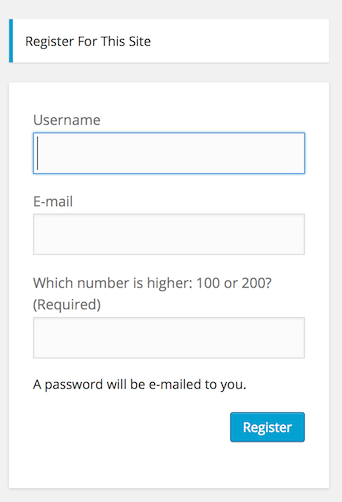 Register For This Site
Username
E-mail
Which number is higher: 100 or 200?
(Required)
A password will be e-mailed to you.
Register